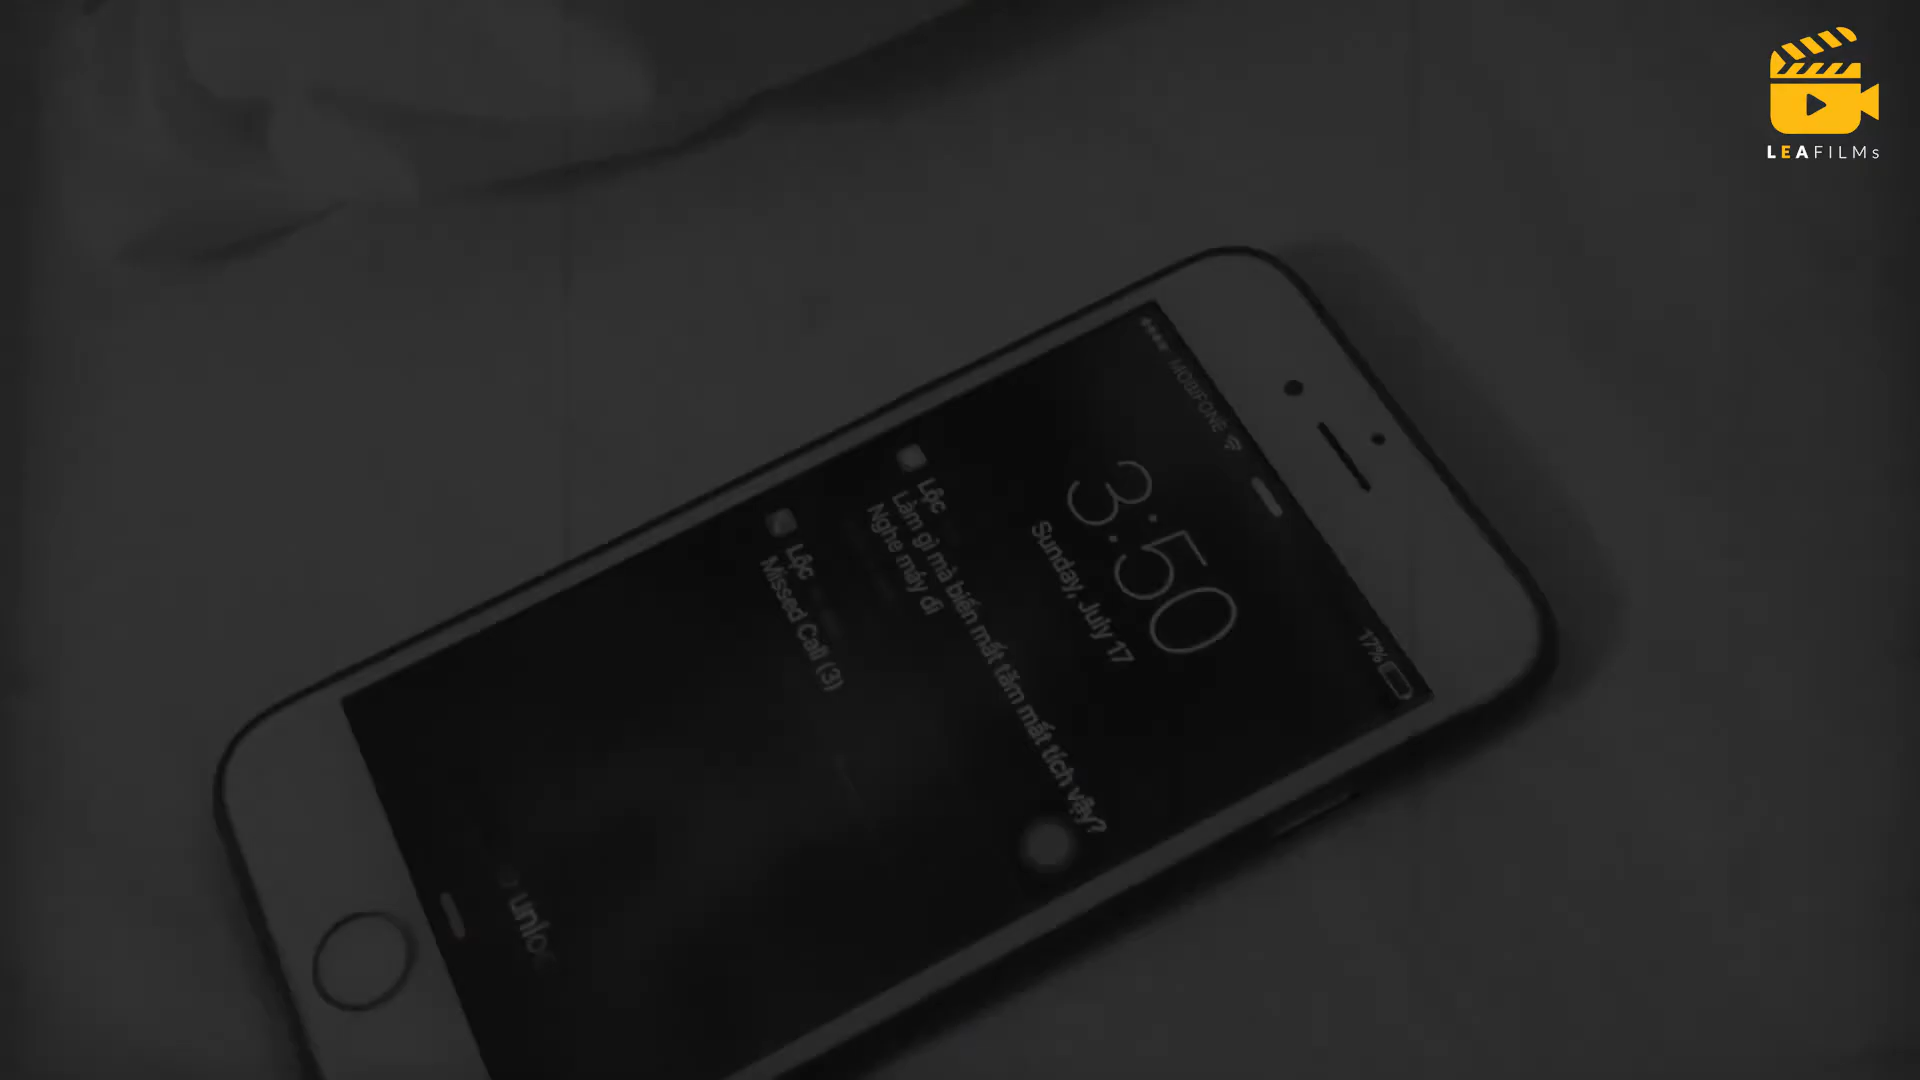 LEAFILMs
MOBIFONE
17%
3:50
Sunday, July 17
Lộc
Làm gì mà biến mất tăm mất tích vậy?
Nghe máy đi
Lộc
Missed Call (3)
unloc